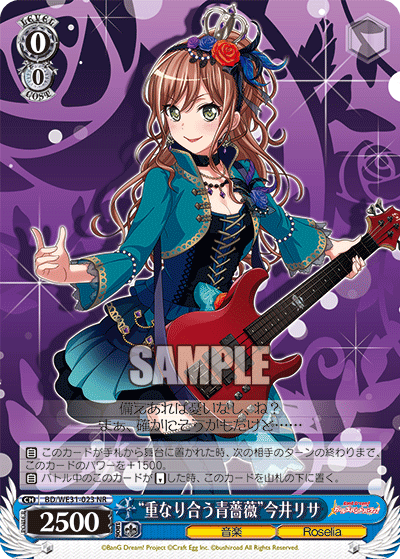 LEVEL
0
0
COST
SAMPLE
備えあれば憂いなし、ね？
まぁ、確かにそうかもだけど……
このカードが手札から舞台に置かれた時、次の相手のターンの終わりまで、
このカードのパワーを＋1500。
バトル中のこのカードが した時、このカードを山札の下に置く。
CH BD/WE31-023 NR
2500
"重なり合う青薔薇"今井リサ
音楽
Roselia
©BanG Dream! Project ©Craft Egg Inc. ©bushiroad All Rights Reserved.